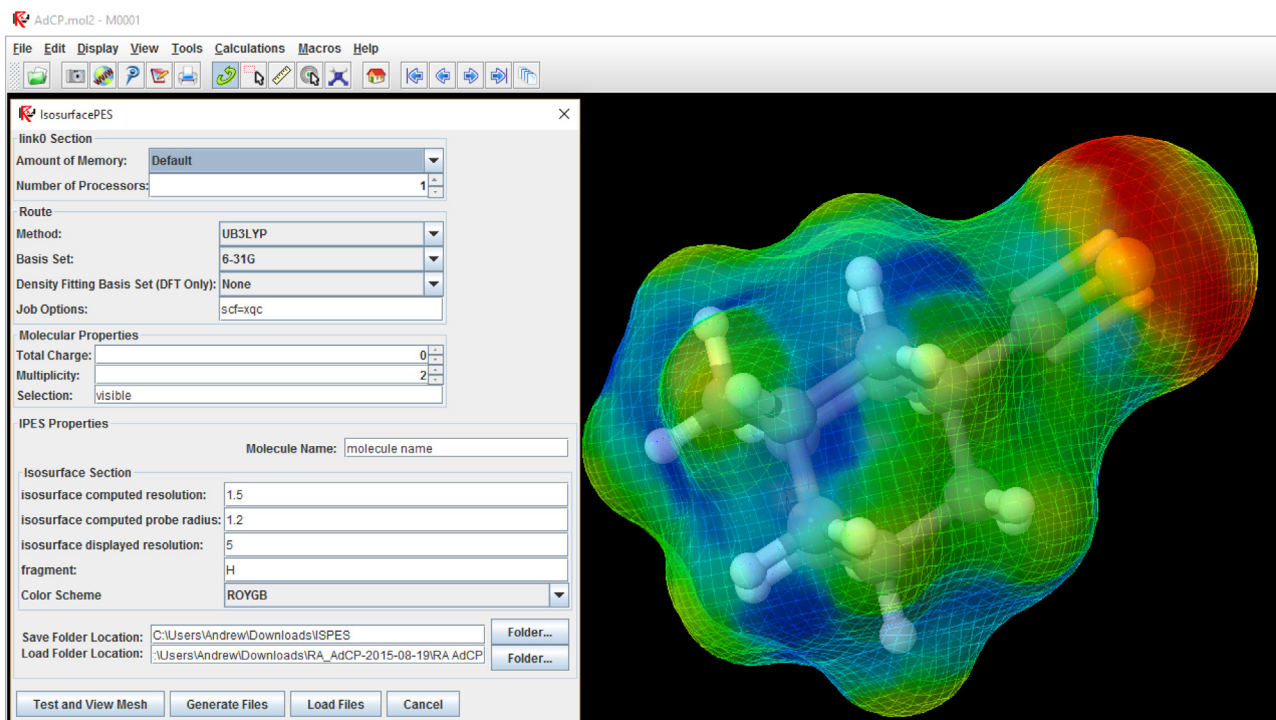 AdCP.mol2 - M0001
File Edit Display View Tools Calculations Macros Help
IsosurfacePES
link0 Section
Amount of Memory: Default
Number of Processors: 1
Route
Method: UB3LYP
Basis Set: 6-31G
Density Fitting Basis Set (DFT Only): None
Job Options: scf=xqc
Molecular Properties
Total Charge: 0
Multiplicity: 2
Selection: visible
IPES Properties
Molecule Name: molecule name
Isosurface Section
isosurface computed resolution: 1.5
isosurface computed probe radius: 1.2
isosurface displayed resolution: 5
fragment: H
Color Scheme ROYGB
Save Folder Location: C:\Users\Andrew\Downloads\ISPES Folder...
Load Folder Location: :\Users\Andrew\Downloads\RA_AdCP-2015-08-19\RA AdCP Folder...
Test and View Mesh Generate Files Load Files Cancel